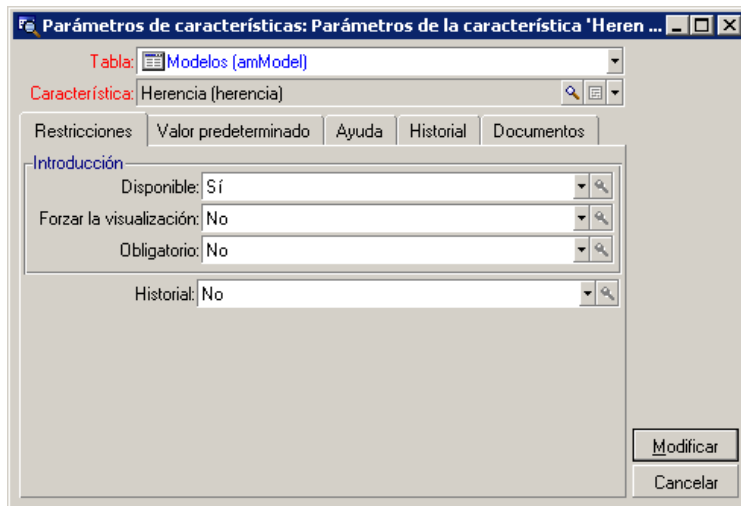 Parámetros de características: Parámetros de la característica 'Heren ...
Tabla: Modelos (amModel)
Característica: Herencia (herencia)
Restricciones Valor predeterminado Ayuda Historial Documentos
Introducción
Disponible: Sí
Forzar la visualización: No
Obligatorio: No
Historial: No
Modificar
Cancelar